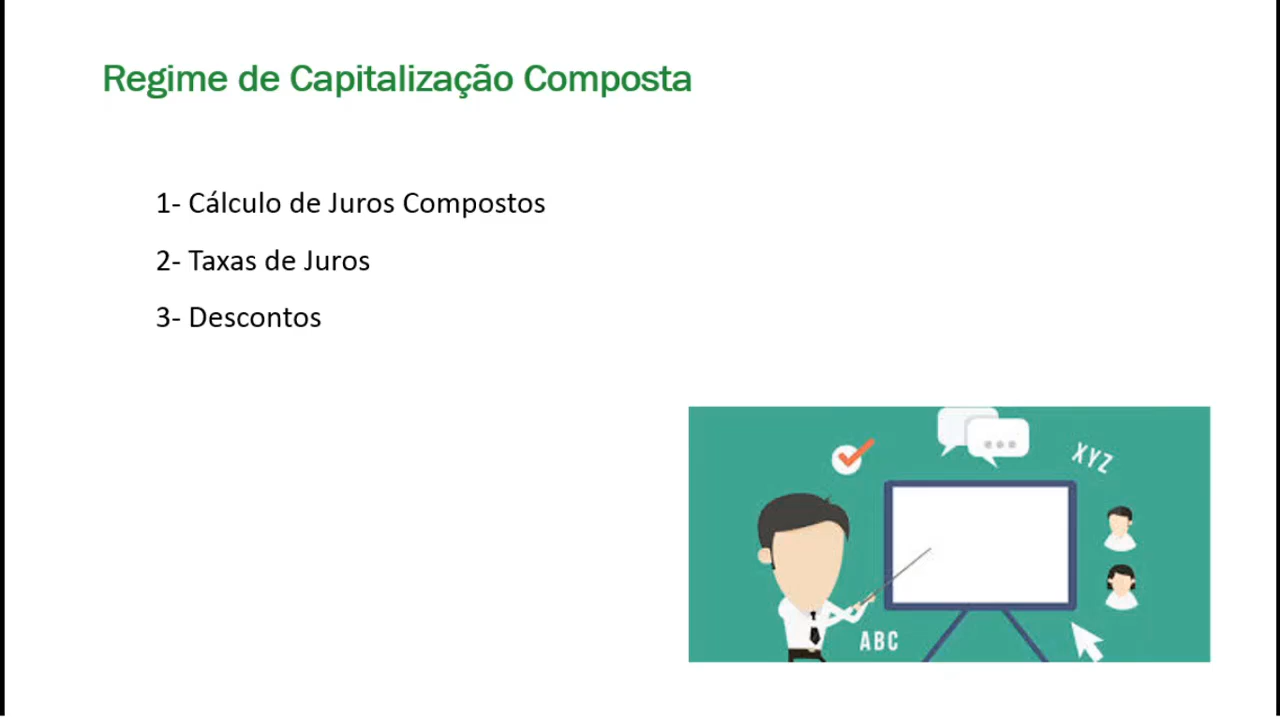 Regime de Capitalização Composta
1- Cálculo de Juros Compostos
2- Taxas de Juros
3- Descontos
XYZ
ABC